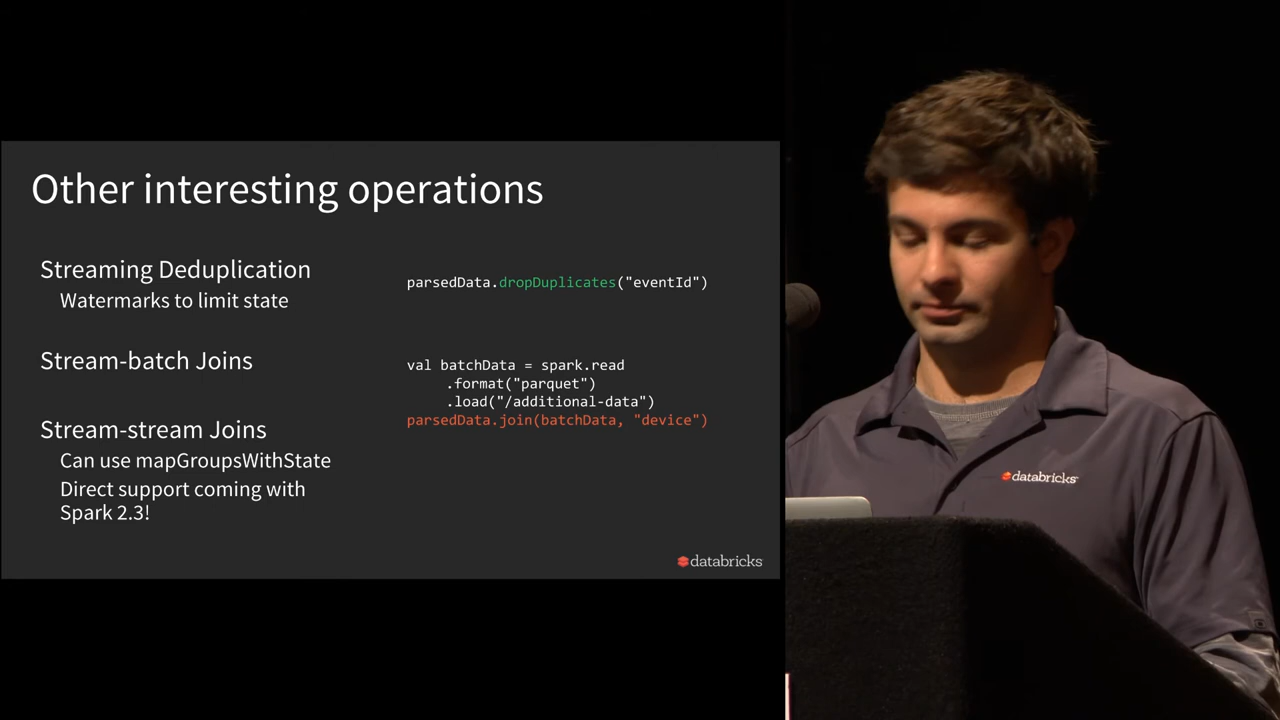 Other interesting operations
Streaming Deduplication
Watermarks to limit state
parsedData.dropDuplicates("eventId")
Stream-batch Joins
val batchData = spark.read
.format("parquet")
.load("/additional-data")
parsedData.join(batchData, "device")
Stream-stream Joins
Can use mapGroupsWithState
Direct support coming with
Spark 2.3!
databricks
databricks